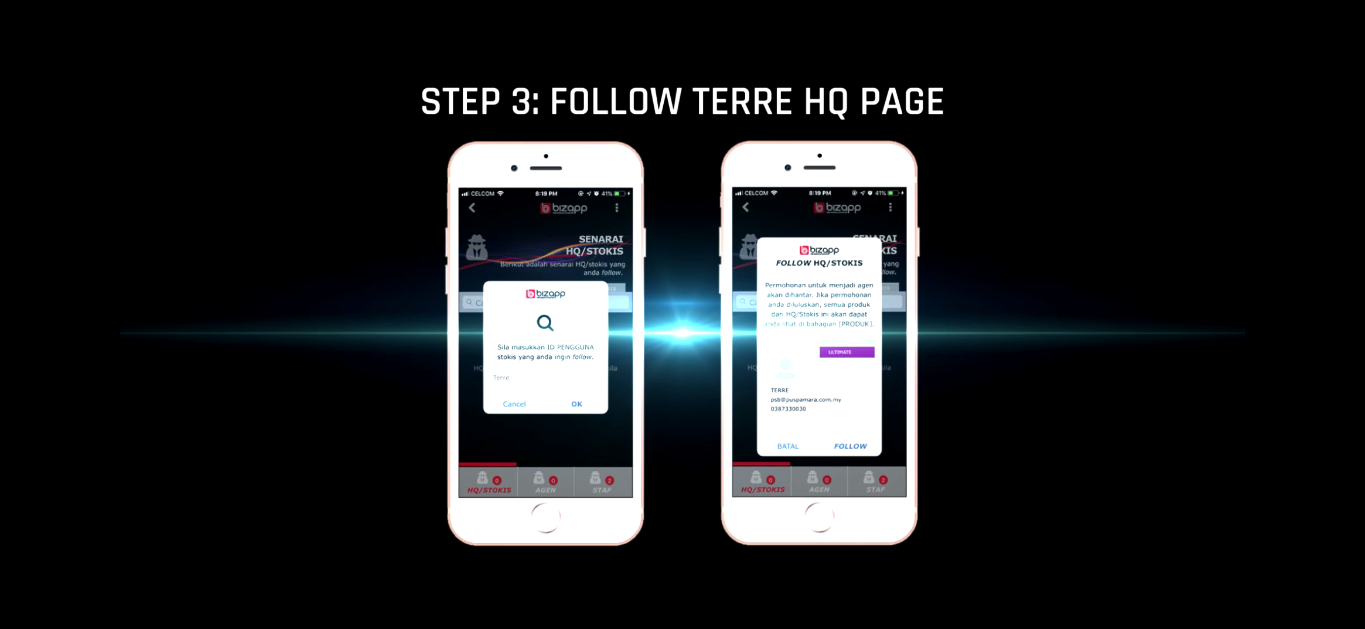 STEP 3: FOLLOW TERRE HQ PAGE
CELCOM 8:19 PM 41%
bizapp
SENARAI
HQ/STOKIS
Berikut adalah senarai HQ/stokis yang
anda follow.
bizapp
Sila masukkan ID PENGGUNA
stokis yang anda ingin follow.
Terre
Cancel OK
0 0 2
HQ/STOKIS AGEN STAF
CELCOM 8:19 PM 41%
bizapp
bizapp
FOLLOW HQ/STOKIS
Permohonan untuk menjadi agen
akan dihantar. Jika permohonan
anda diluluskan, semua produk
dari HQ/Stokis ini akan dapat
anda lihat di bahagian [PRODUK].
ULTIMATE
TERRE
psb@puspamara.com.my
0387330030
BATAL FOLLOW
0 0 2
HQ/STOKIS AGEN STAF